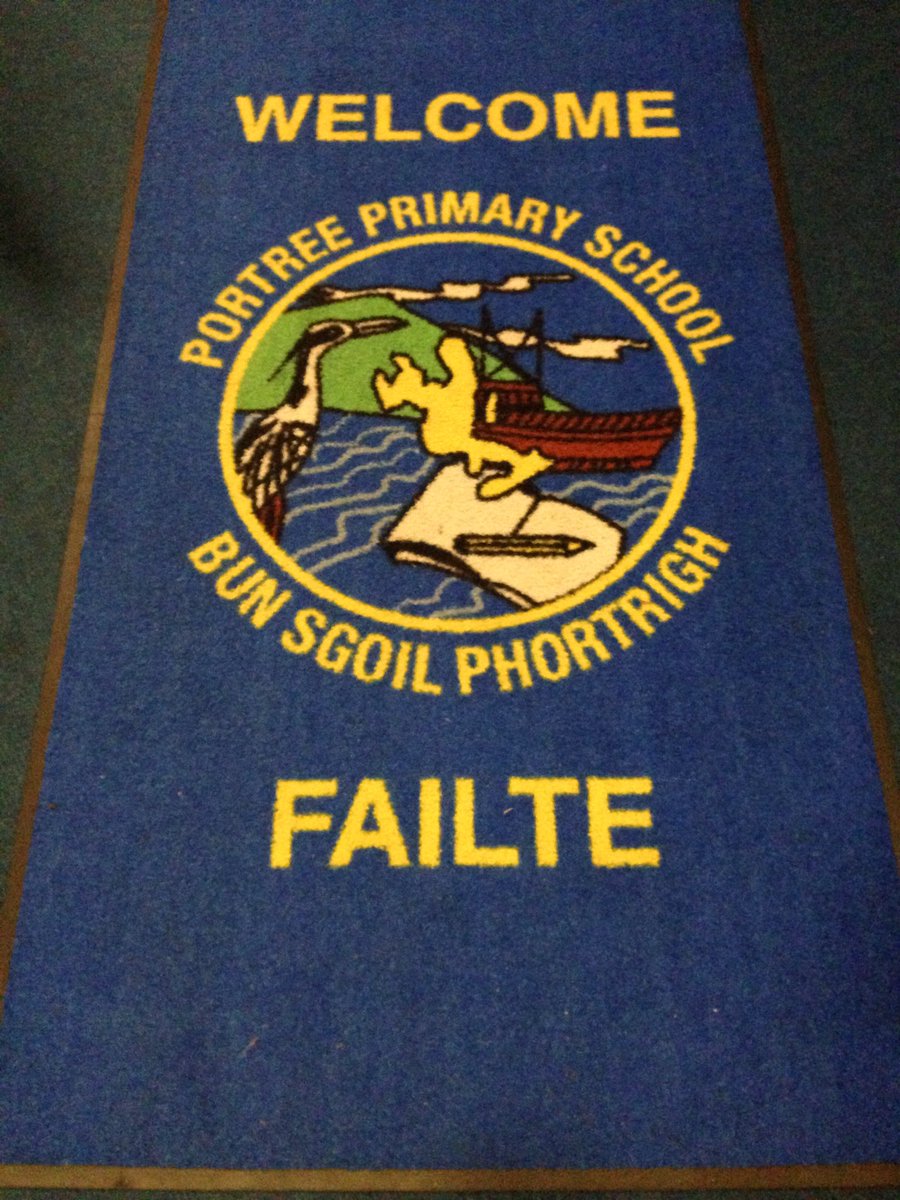 WELCOME
PORTREE PRIMARY SCHOOL
BUN SGOIL PHORTRIGH
FAILTE